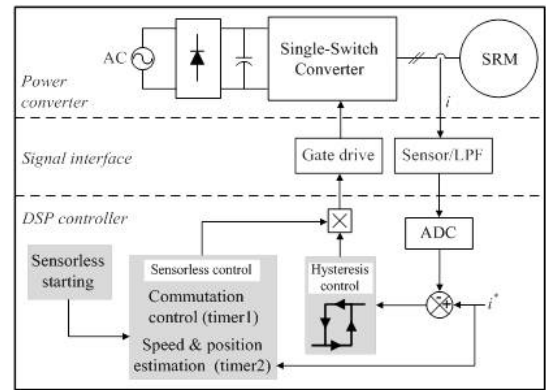 AC
Single-Switch
Converter
SRM
Power
converter
i
Signal interface
Gate drive
Sensor/LPF
DSP controller
ADC
Sensorless
starting
Sensorless control
Commutation
control (timer1)
Speed & position
estimation (timer2)
Hysteresis
control
- +
i*